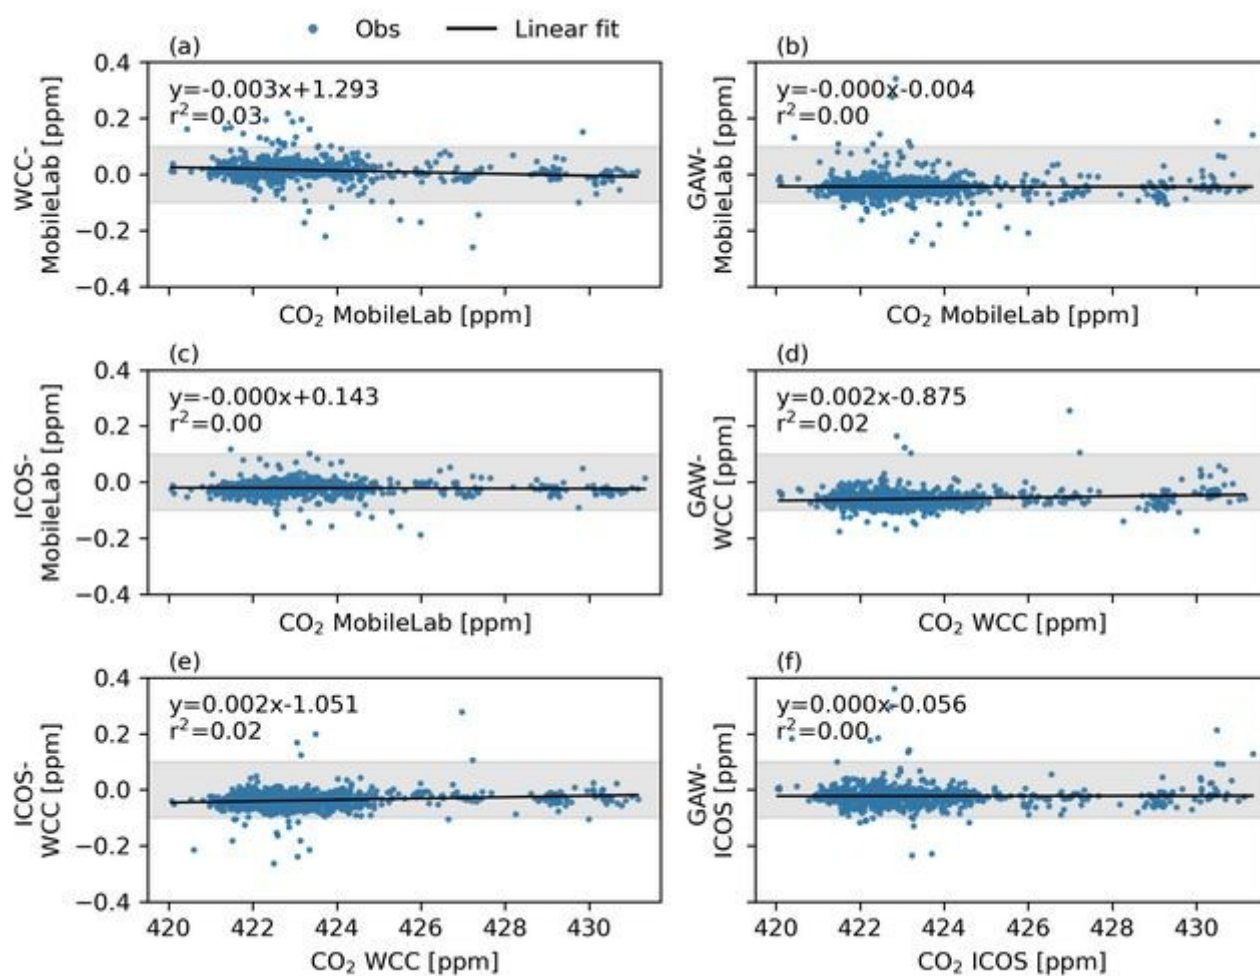 Obs Linear fit
(a) (b)
0.4
y=-0.003x+1.293 y=-0.000x-0.004
r²=0.03 r²=0.00
0.2
0.0
−0.2
−0.4
WCC-
MobileLab [ppm]
GAW-
MobileLab [ppm]
CO₂ MobileLab [ppm] CO₂ MobileLab [ppm]
(c) (d)
0.4
y=-0.000x+0.143 y=0.002x-0.875
r²=0.00 r²=0.02
0.2
0.0
−0.2
−0.4
ICOS-
MobileLab [ppm]
GAW-
WCC [ppm]
CO₂ MobileLab [ppm] CO₂ WCC [ppm]
(e) (f)
0.4
y=0.002x-1.051 y=0.000x-0.056
r²=0.02 r²=0.00
0.2
0.0
−0.2
−0.4
ICOS-
WCC [ppm]
GAW-
ICOS [ppm]
420 422 424 426 428 430 420 422 424 426 428 430
CO₂ WCC [ppm] CO₂ ICOS [ppm]